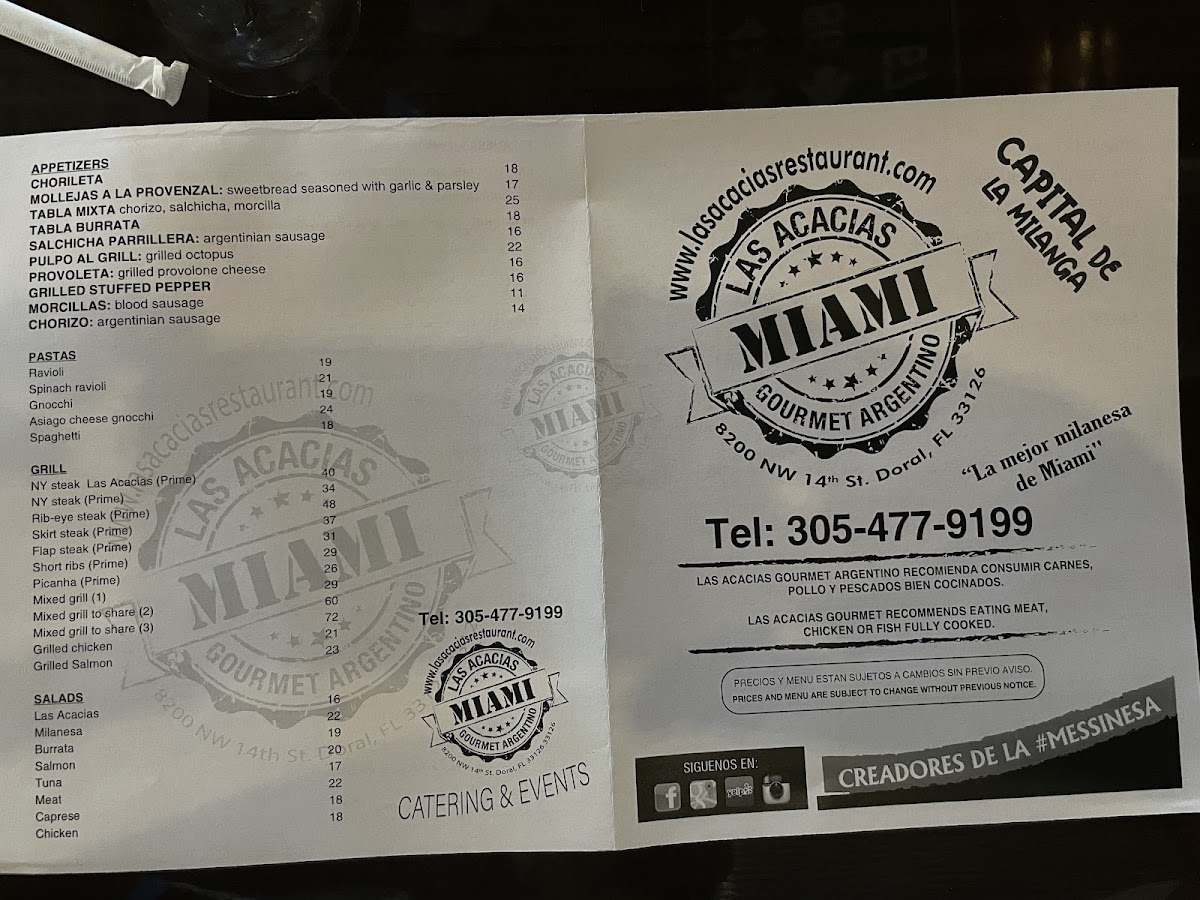 APPETIZERS
CHORILETA 18
MOLLEJAS A LA PROVENZAL: sweetbread seasoned with garlic & parsley 17
TABLA MIXTA chorizo, salchicha, morcilla 25
TABLA BURRATA 18
SALCHICHA PARRILLERA: argentinian sausage 16
PULPO AL GRILL: grilled octopus 22
PROVOLETA: grilled provolone cheese 16
GRILLED STUFFED PEPPER 16
MORCILLAS: blood sausage 11
CHORIZO: argentinian sausage 14
PASTAS
Ravioli 19
Spinach ravioli 21
Gnocchi 19
Asiago cheese gnocchi 24
Spaghetti 18
GRILL
NY steak Las Acacias (Prime) 40
NY steak (Prime) 34
Rib-eye steak (Prime) 48
Skirt steak (Prime) 37
Flap steak (Prime) 31
Short ribs (Prime) 29
Picanha (Prime) 26
Mixed grill (1) 29
Mixed grill to share (2) 60
Mixed grill to share (3) 72
Grilled chicken 21
Grilled Salmon 23
SALADS
Las Acacias 16
Milanesa 22
Burrata 19
Salmon 20
Tuna 17
Meat 22
Caprese 18
Chicken 18
www.lasacaciasrestaurant.com
LAS ACACIAS
MIAMI
GOURMET ARGENTINO
8200 NW 14th St. Doral, FL 33126
LAS ACACIAS
MIAMI
GOURMET ARGENTINO
Tel: 305-477-9199
www.lasacaciasrestaurant.com
LAS ACACIAS
MIAMI
GOURMET ARGENTINO
8200 NW 14th St. Doral, FL 33126
CATERING & EVENTS
www.lasacaciasrestaurant.com
LAS ACACIAS
MIAMI
GOURMET ARGENTINO
8200 NW 14th St. Doral, FL 33126
CAPITAL DE
LA MILANGA
"La mejor milanesa
de Miami"
Tel: 305-477-9199
LAS ACACIAS GOURMET ARGENTINO RECOMIENDA CONSUMIR CARNES,
POLLO Y PESCADOS BIEN COCINADOS.
LAS ACACIAS GOURMET RECOMMENDS EATING MEAT,
CHICKEN OR FISH FULLY COOKED.
PRECIOS Y MENU ESTAN SUJETOS A CAMBIOS SIN PREVIO AVISO.
PRICES AND MENU ARE SUBJECT TO CHANGE WITHOUT PREVIOUS NOTICE.
SIGUENOS EN:
f g yelp
CREADORES DE LA #MESSINESA